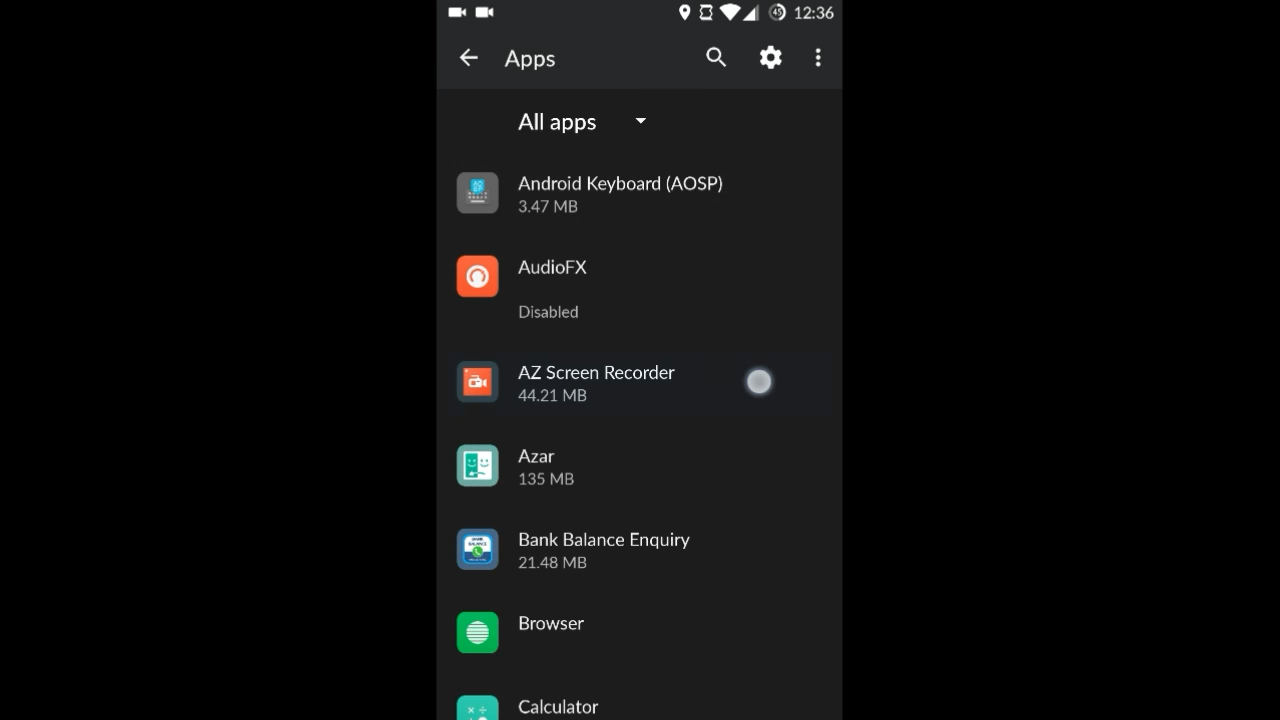 45 12:36
Apps
All apps
Android Keyboard (AOSP)
3.47 MB
AudioFX
Disabled
AZ Screen Recorder
44.21 MB
Azar
135 MB
Bank Balance Enquiry
21.48 MB
Browser
Calculator